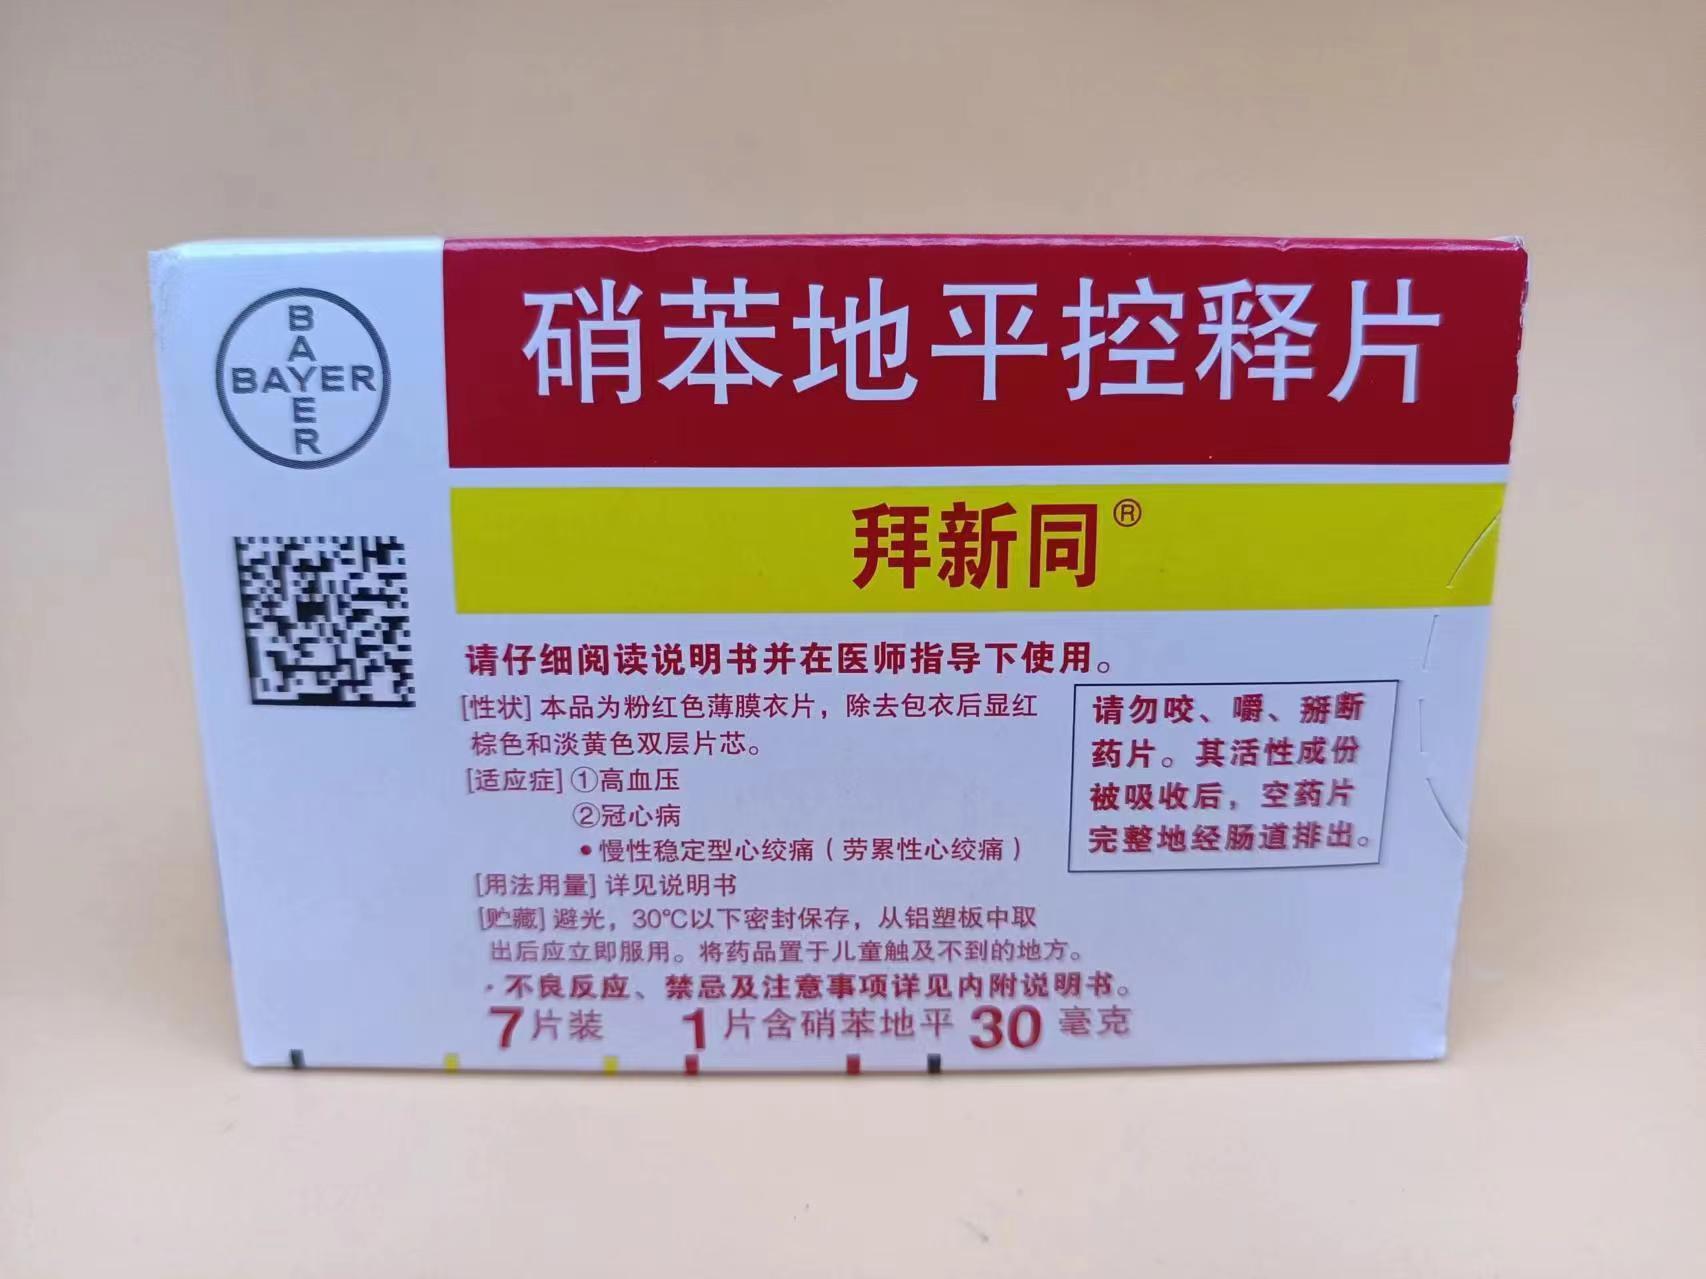 BAYER
BAYER
硝苯地平控释片
拜新同®
请仔细阅读说明书并在医师指导下使用。
[性状] 本品为粉红色薄膜衣片，除去包衣后显红
棕色和淡黄色双层片芯。
[适应症] ①高血压
②冠心病
•慢性稳定型心绞痛（劳累性心绞痛）
[用法用量] 详见说明书
[贮藏] 避光，30℃以下密封保存，从铝塑板中取
出后应立即服用。将药品置于儿童触及不到的地方。
·不良反应、禁忌及注意事项详见内附说明书。
7片装 1片含硝苯地平30毫克
请勿咬、嚼、掰断
药片。其活性成份
被吸收后，空药片
完整地经肠道排出。